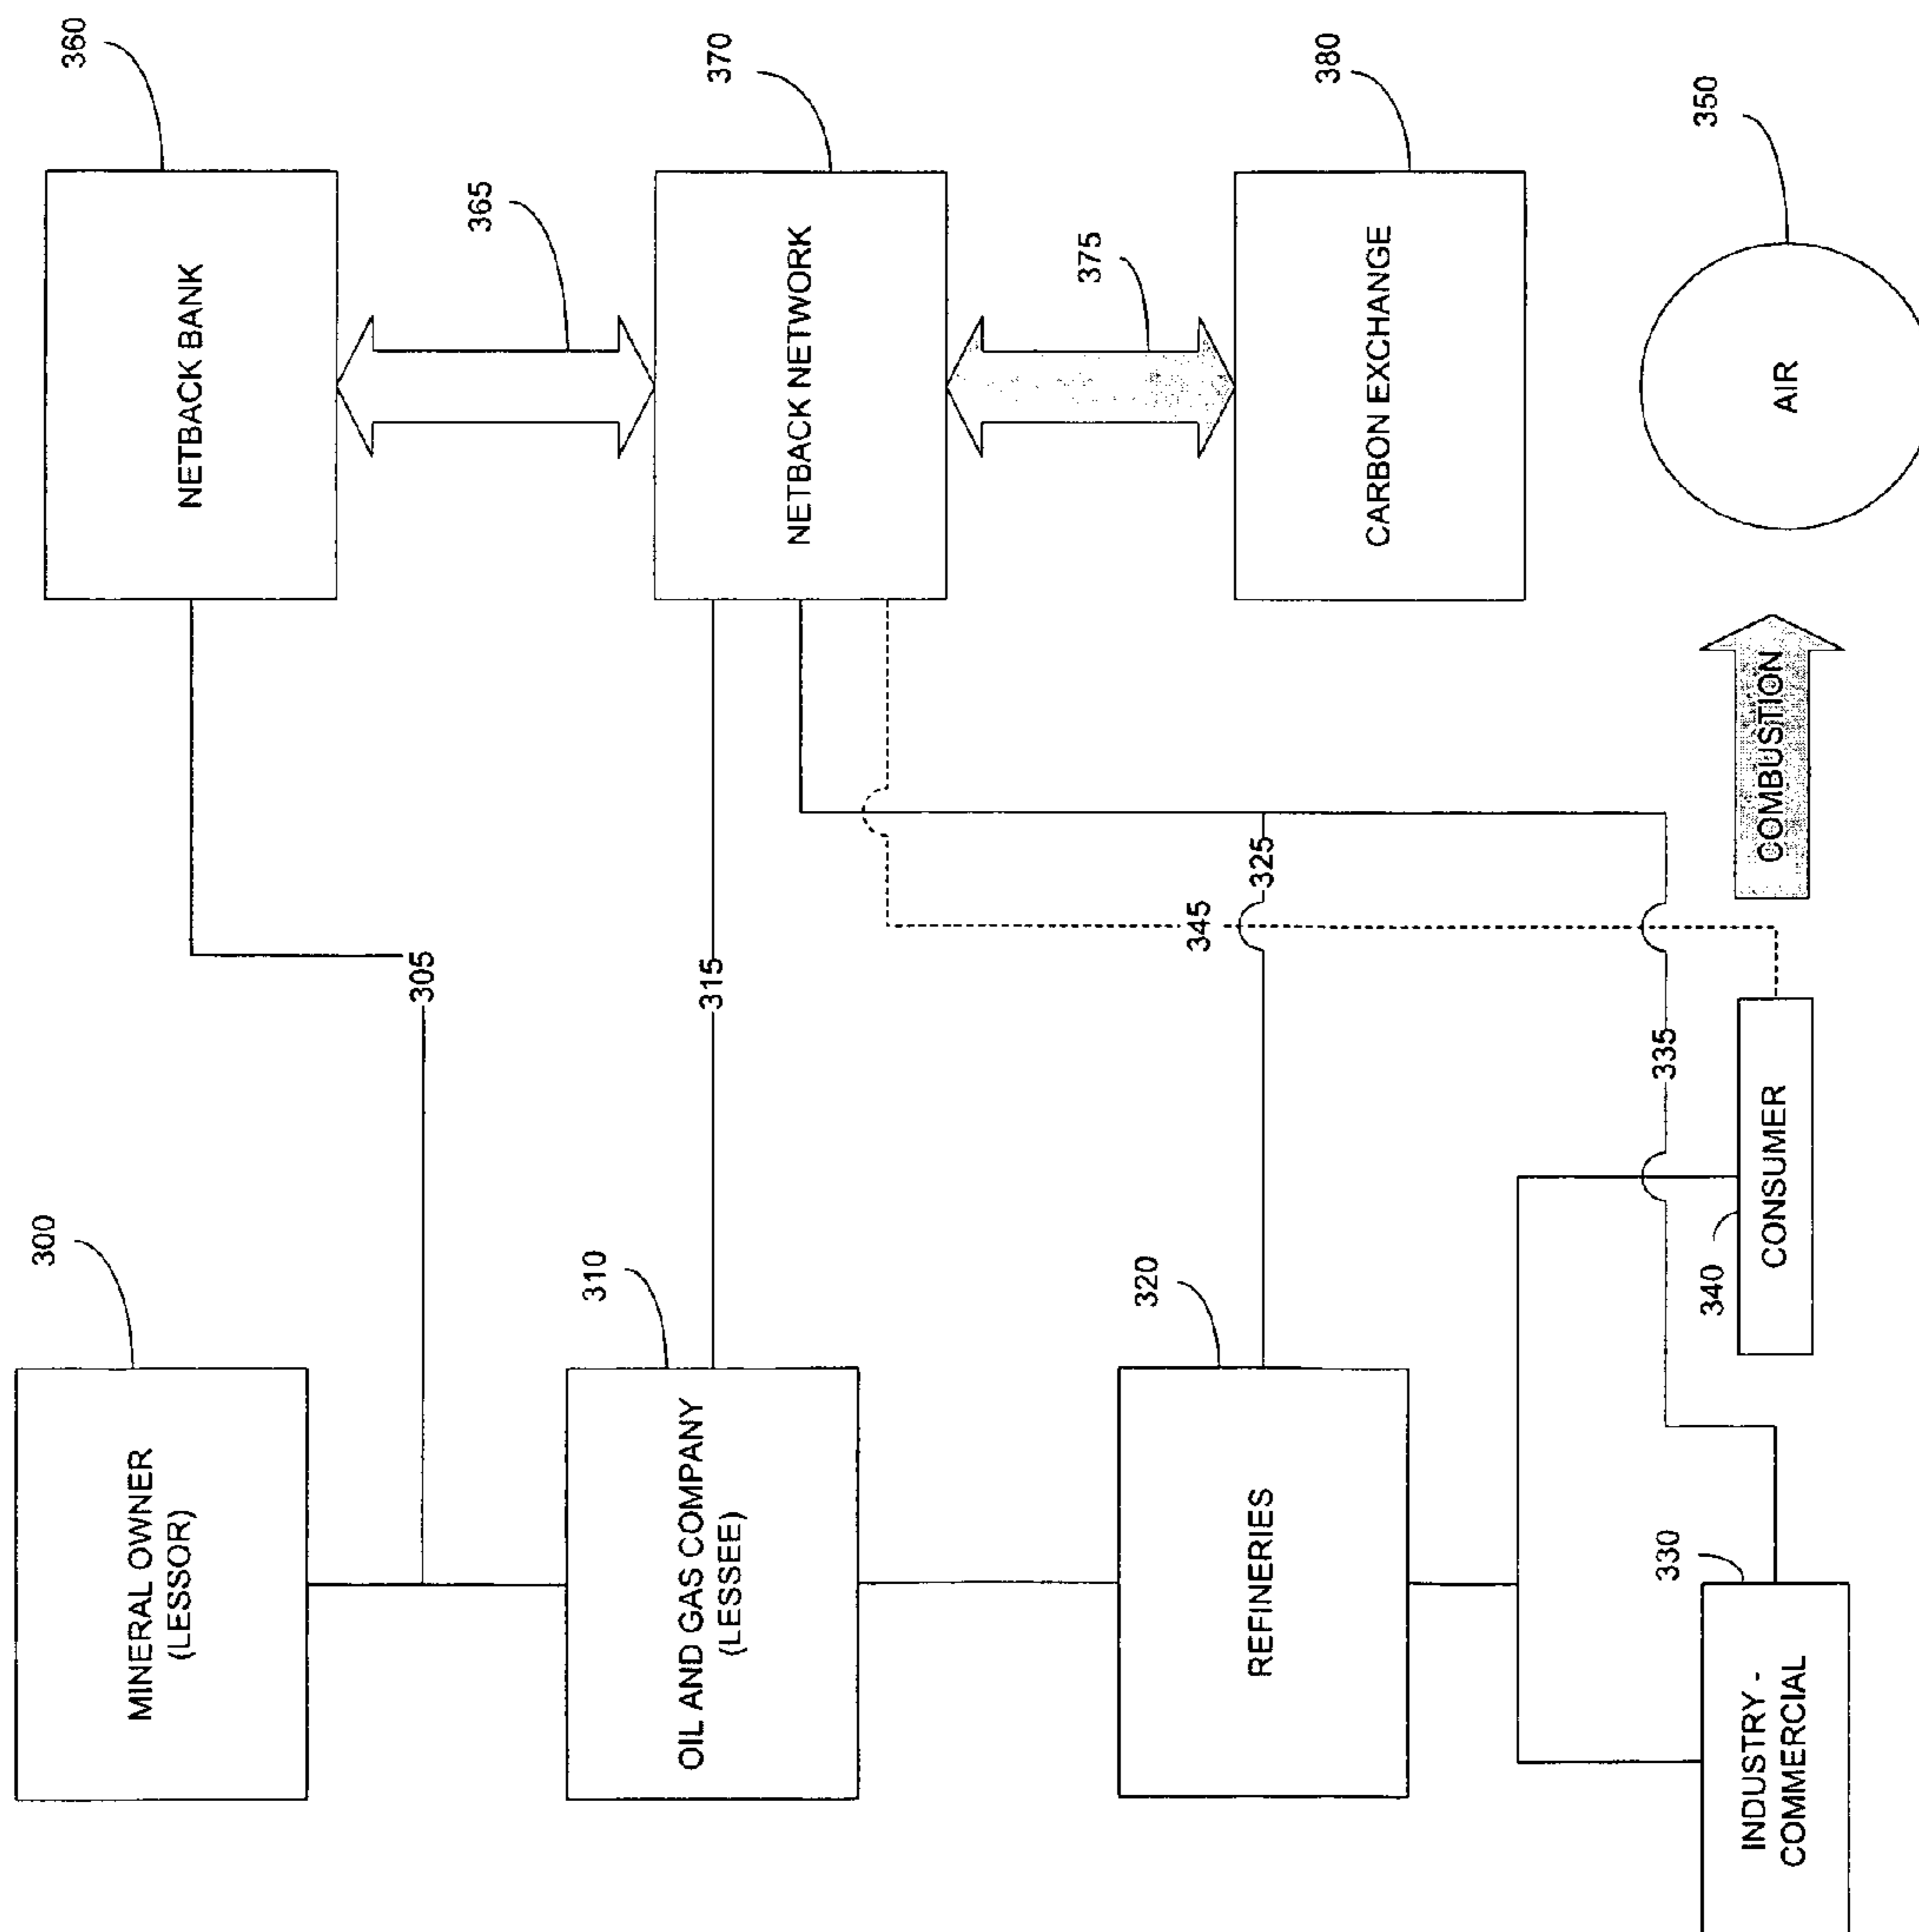 300
MINERAL OWNER
(LESSOR)
305
360
NETBACK BANK
365
310
OIL AND GAS COMPANY
(LESSEE)
315
370
NETBACK NETWORK
375
320
REFINERIES
325
345
380
CARBON EXCHANGE
335
330
INDUSTRY -
COMMERCIAL
340
CONSUMER
COMBUSTION
350
AIR